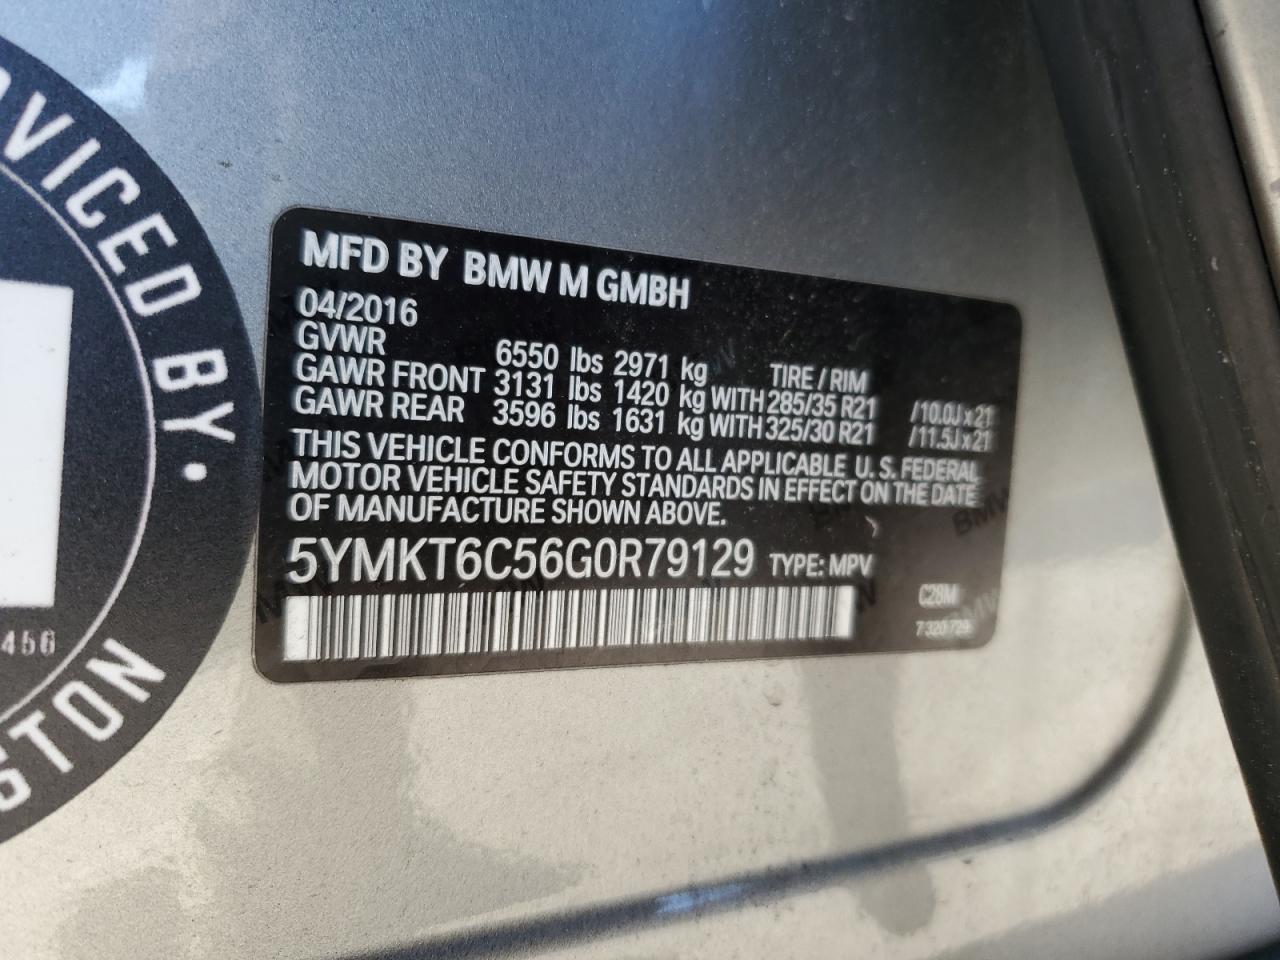 MFD BY BMW M GMBH
04/2016
GVWR 6550 lbs 2971 kg TIRE / RIM
GAWR FRONT 3131 lbs 1420 kg WITH 285/35 R21 /10.0J x 21
GAWR REAR 3596 lbs 1631 kg WITH 325/30 R21 /11.5J x 21
THIS VEHICLE CONFORMS TO ALL APPLICABLE U. S. FEDERAL
MOTOR VEHICLE SAFETY STANDARDS IN EFFECT ON THE DATE
OF MANUFACTURE SHOWN ABOVE.
5YMKT6C56G0R79129 TYPE: MPV
C28M
7 320 729
BY.
456